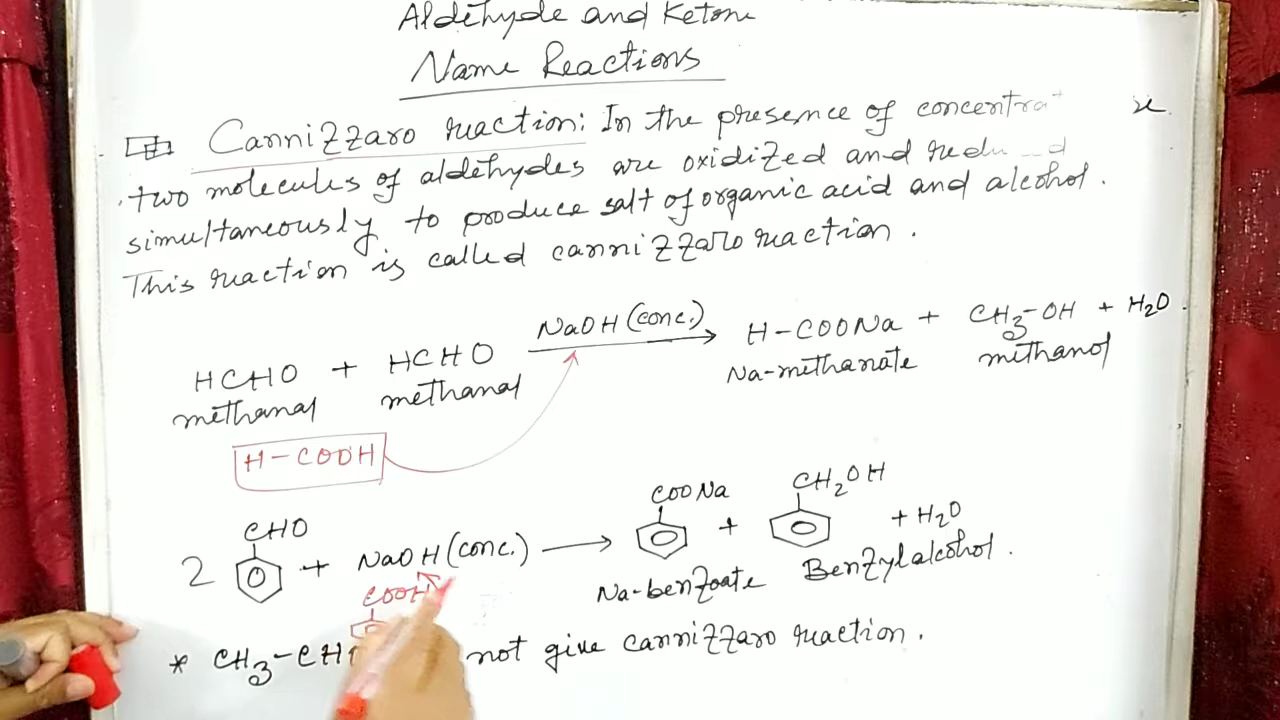 Aldehyde and Ketone
Name Reactions
Cannizzaro reaction: In the presence of
two molecules of aldehydes are oxidized and
simultaneously to produce salt of organic acid and alcohol.
This reaction is called cannizzaro reaction.
HCHO + HCHO NaOH (conc.) → H-COONa + CH3-OH + H2O.
methanal methanal Na-methanate methanol
H-COOH
2 CHO + NaOH (conc.) → COONa + CH2OH + H2O
Na-benzoate Benzylalcohol.
COOH
* CH3-CH not give cannizzaro reaction.